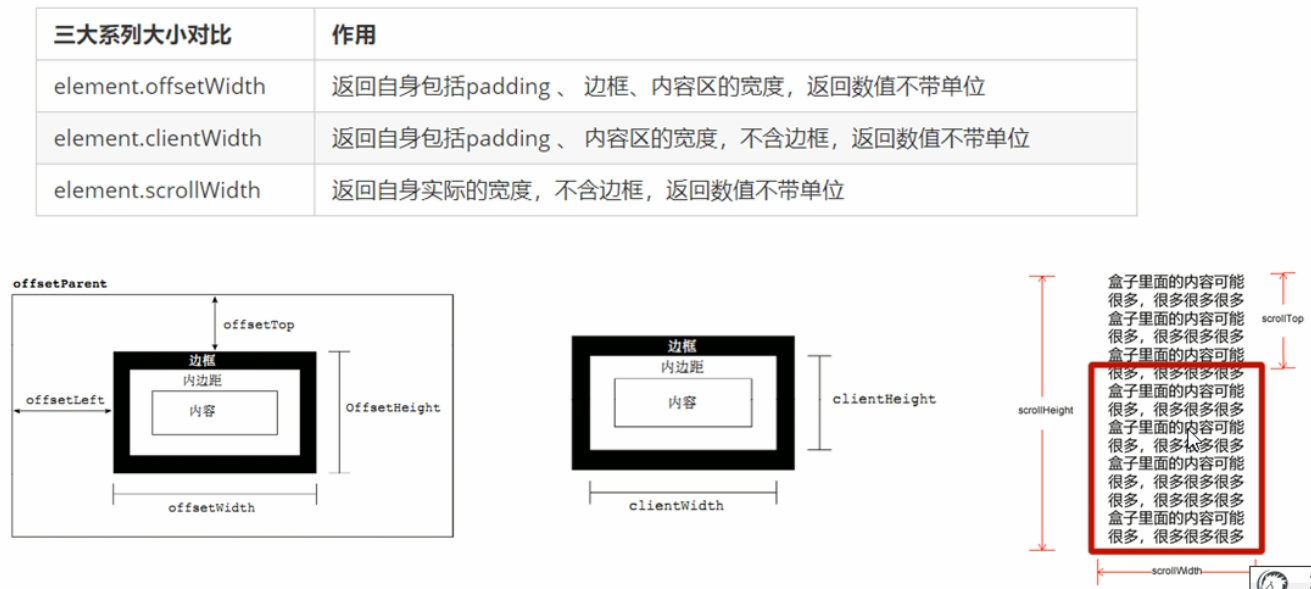 三大系列大小对比 作用
element.offsetWidth 返回自身包括padding 、 边框、内容区的宽度，返回数值不带单位
element.clientWidth 返回自身包括padding 、 内容区的宽度，不含边框，返回数值不带单位
element.scrollWidth 返回自身实际的宽度，不含边框，返回数值不带单位
offsetParent
offsetTop
边框
内边距
offsetLeft
内容
OffsetHeight
offsetWidth
边框
内边距
内容
clientHeight
clientWidth
盒子里面的内容可能
很多，很多很多很多
盒子里面的内容可能
scrollTop
很多，很多很多很多
盒子里面的内容可能
很多，很多很多很多
盒子里面的内容可能
很多，很多很多很多
scrollHeight
盒子里面的内容可能
很多，很多很多很多
盒子里面的内容可能
很多，很多很多很多
很多，很多很多很多
盒子里面的内容可能
很多，很多很多很多
scrollWidth